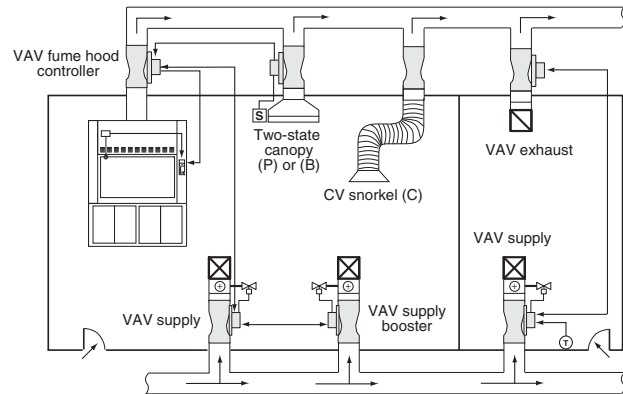 VAV fume hood
controller
S
Two-state
canopy
(P) or (B)
CV snorkel (C)
VAV exhaust
VAV supply
VAV supply
VAV supply
booster
T